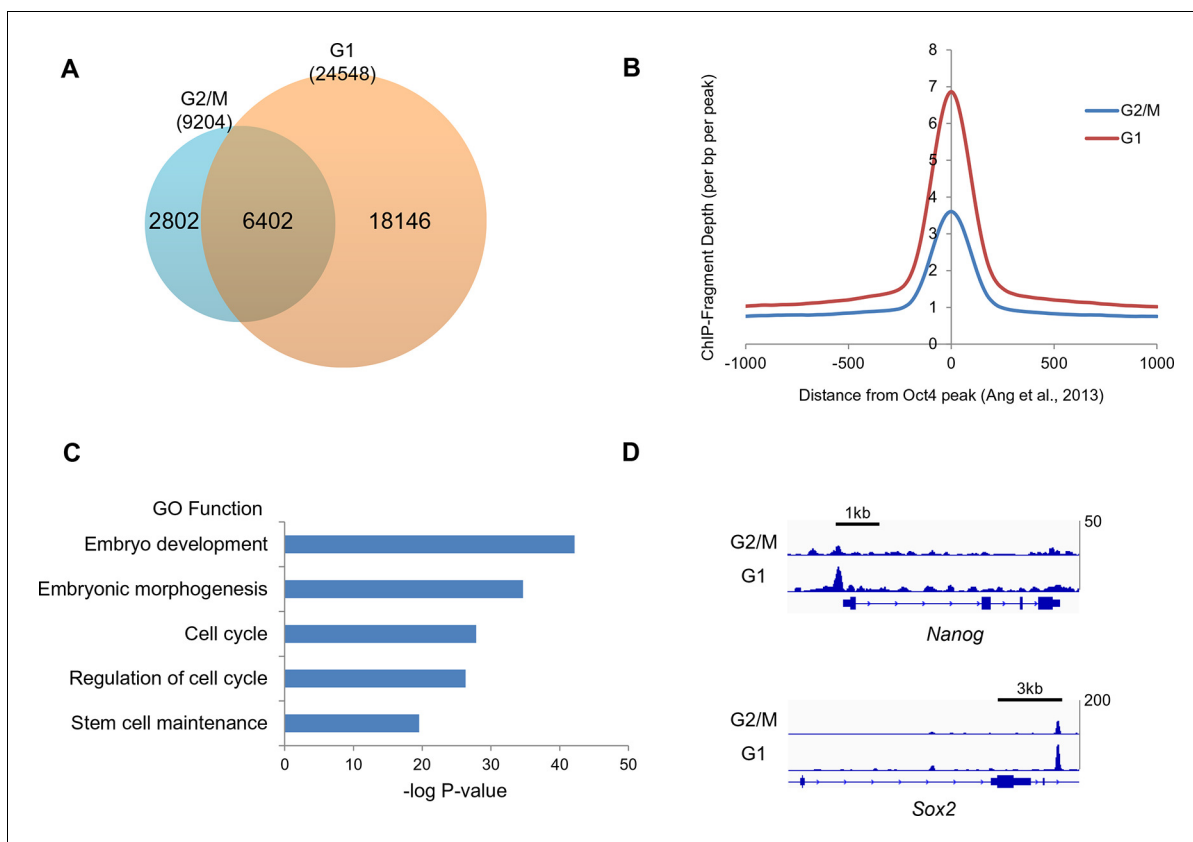 A
G1
(24548)
G2/M
(9204)
2802
6402
18146
B
ChIP-Fragment Depth (per bp per peak)
8
7
6
5
4
3
2
1
0
-1000
-500
0
500
1000
Distance from Oct4 peak (Ang et al., 2013)
G2/M
G1
C
GO Function
Embryo development
Embryonic morphogenesis
Cell cycle
Regulation of cell cycle
Stem cell maintenance
0
10
20
30
40
50
-log P-value
D
1kb
50
G2/M
G1
Nanog
3kb
200
G2/M
G1
Sox2